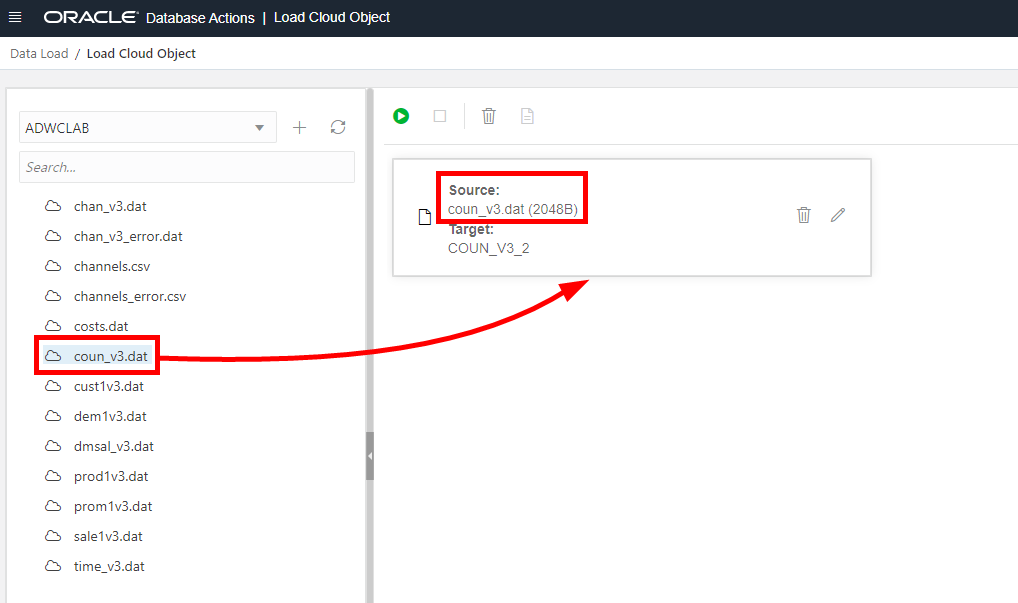 ORACLE Database Actions | Load Cloud Object
Data Load / Load Cloud Object
ADWCLAB
Search...
chan_v3.dat
chan_v3_error.dat
channels.csv
channels_error.csv
costs.dat
coun_v3.dat
cust1v3.dat
dem1v3.dat
dmsal_v3.dat
prod1v3.dat
prom1v3.dat
sale1v3.dat
time_v3.dat
Source:
coun_v3.dat (2048B)
Target:
COUN_V3_2